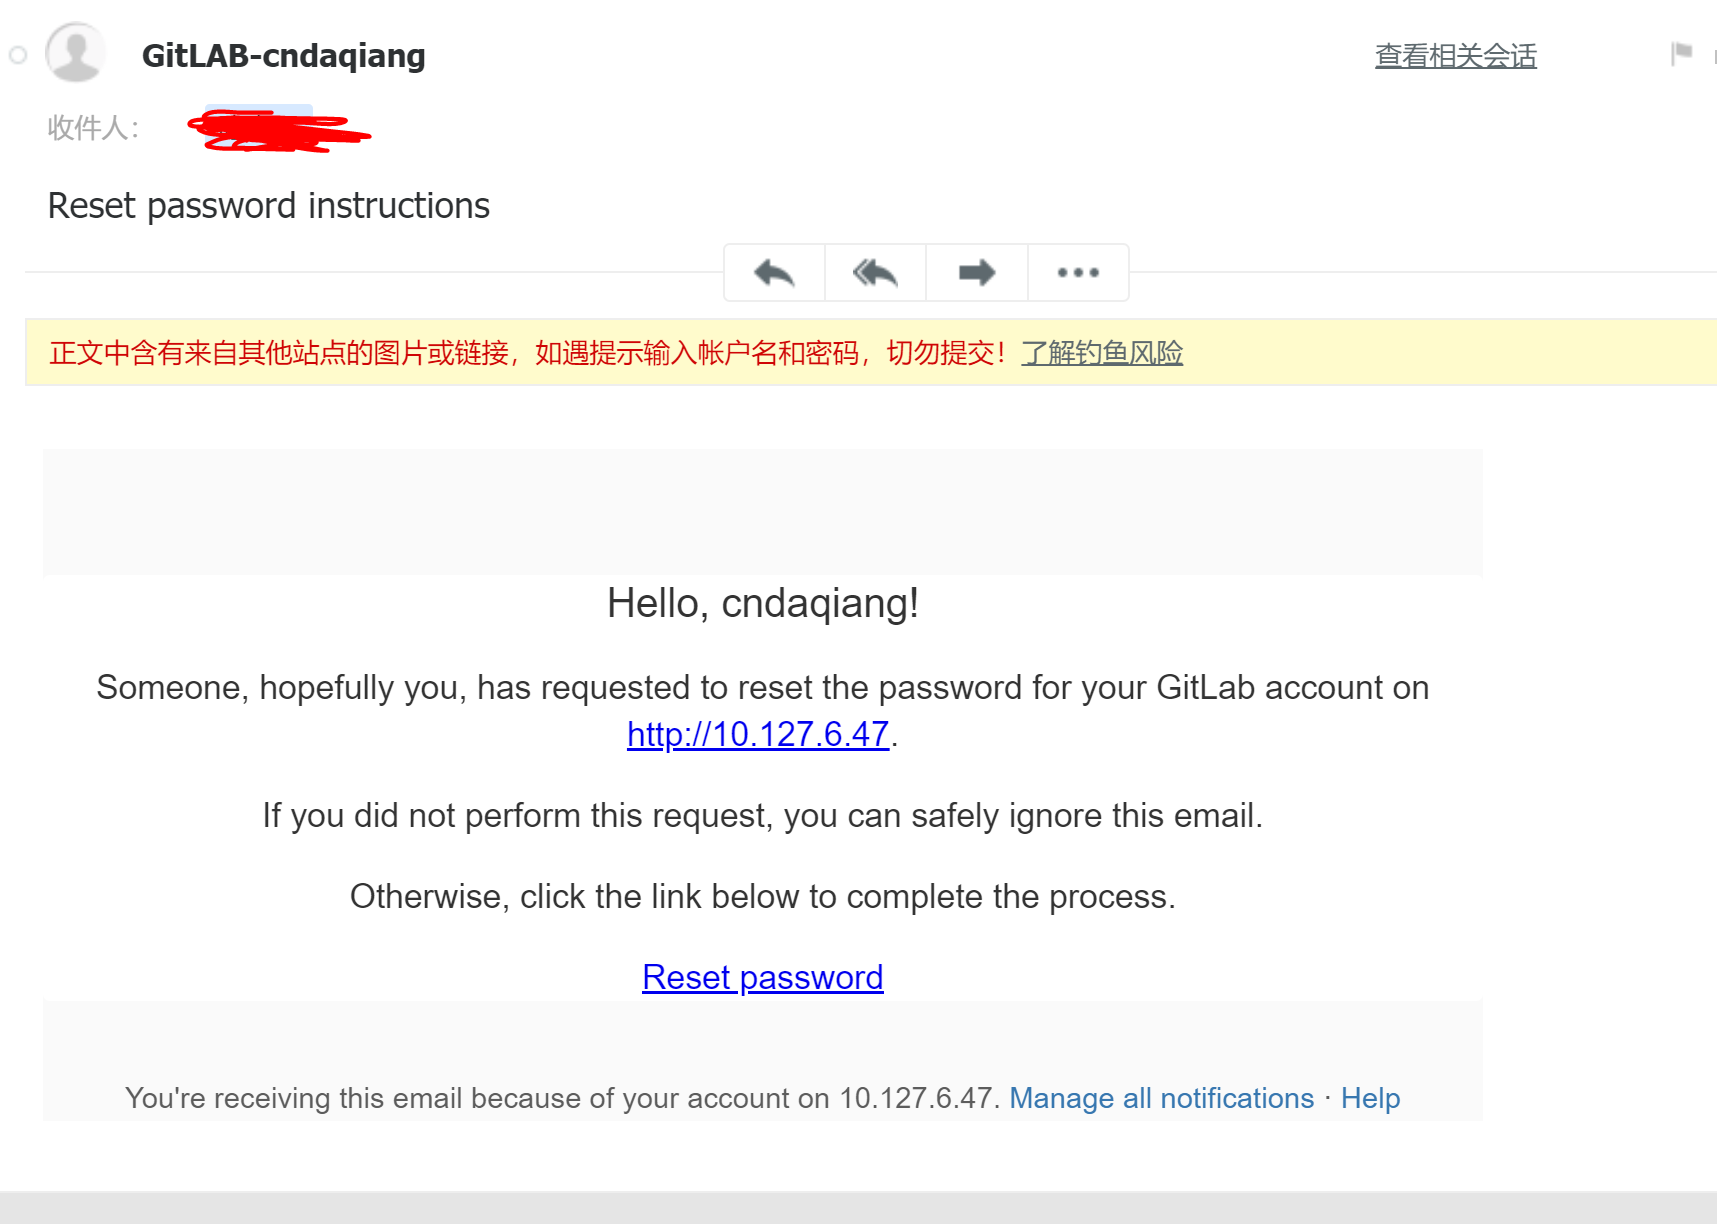 GitLAB-cndaqiang
查看相关会话
收件人：
Reset password instructions
正文中含有来自其他站点的图片或链接，如遇提示输入帐户名和密码，切勿提交！了解钓鱼风险
Hello, cndaqiang!
Someone, hopefully you, has requested to reset the password for your GitLab account on
http://10.127.6.47.
If you did not perform this request, you can safely ignore this email.
Otherwise, click the link below to complete the process.
Reset password
You're receiving this email because of your account on 10.127.6.47. Manage all notifications · Help